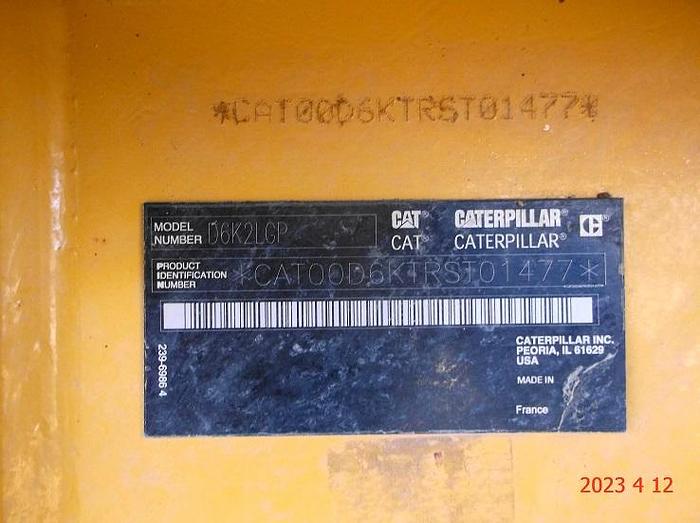 *CAT00D6KTRST01477*
MODEL NUMBER D6K2LGP
CAT® CATERPILLAR®
CAT® CATERPILLAR®
PRODUCT IDENTIFICATION NUMBER *CAT00D6KTRST01477*
239-6986 4
CATERPILLAR INC.
PEORIA, IL 61629
USA
MADE IN
France
2023 4 12